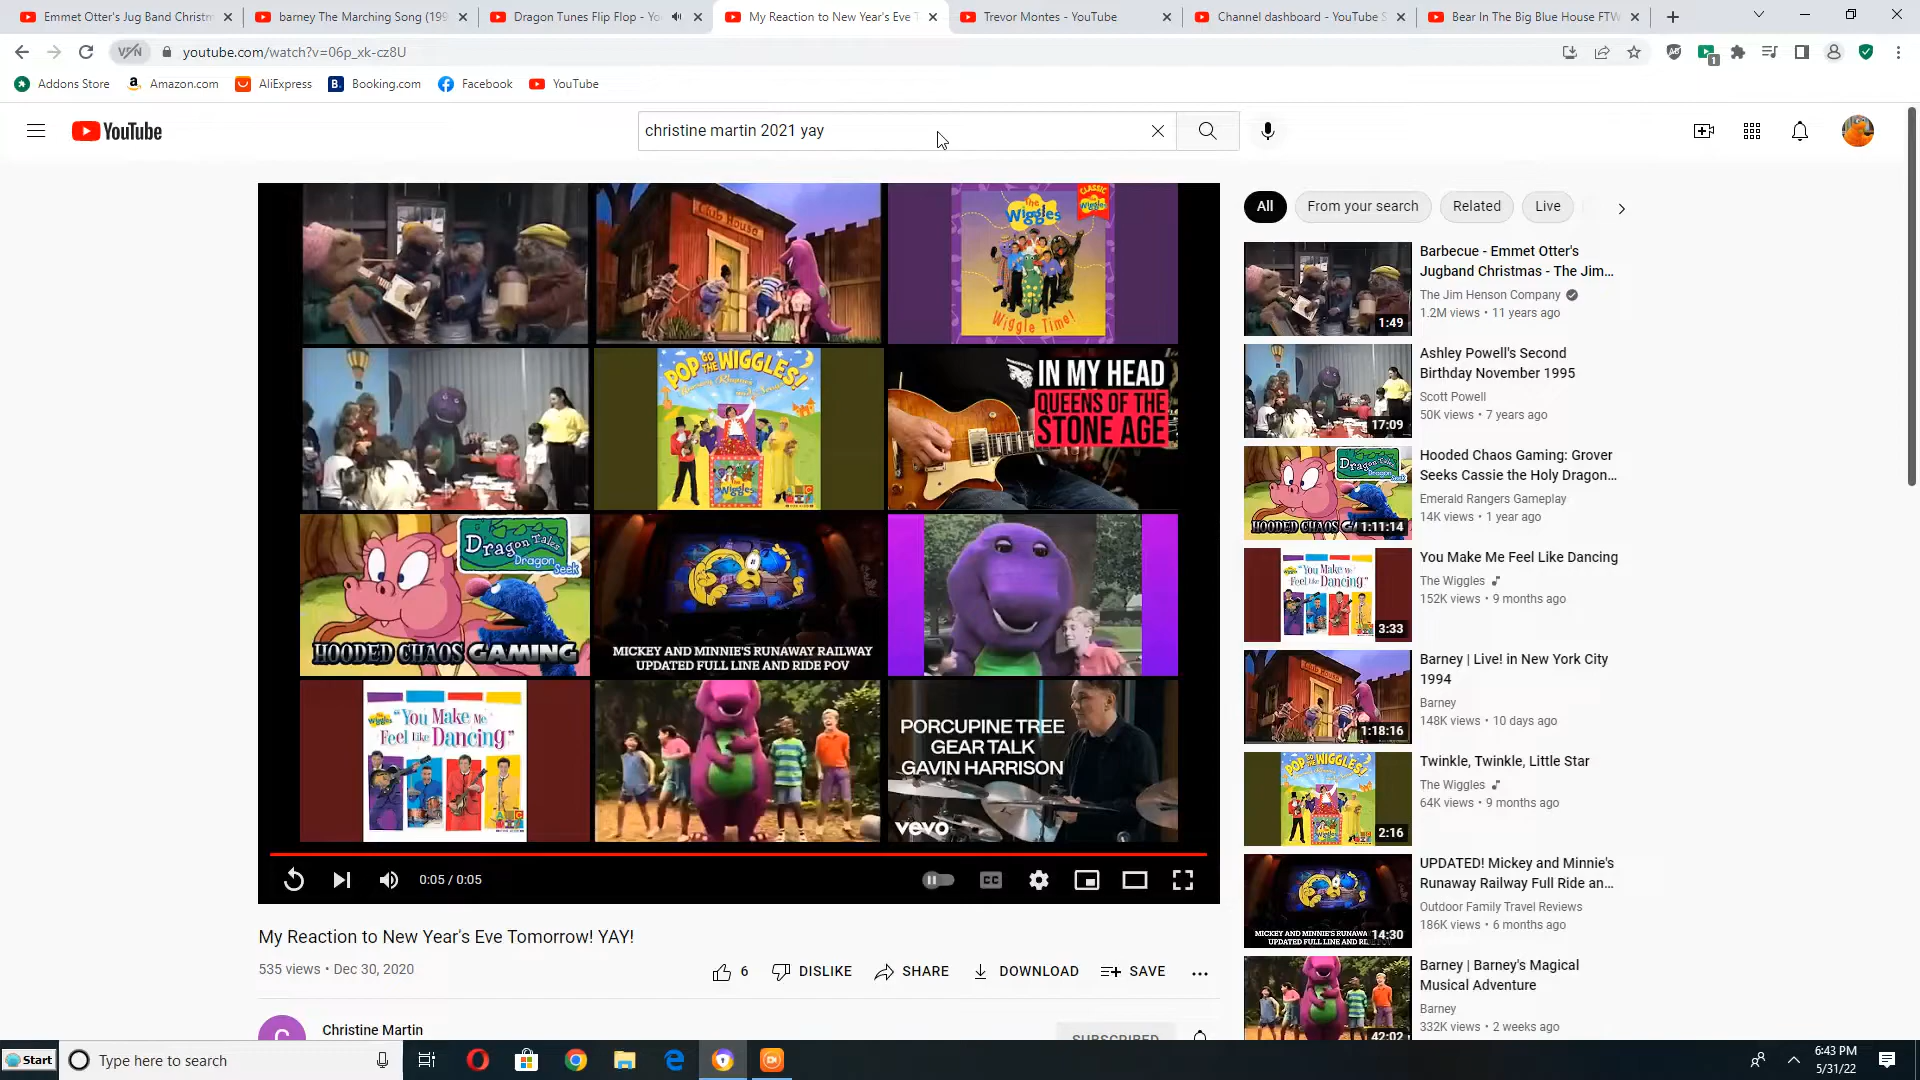 Emmet Otter's Jug Band Christm
barney The Marching Song (199
Dragon Tunes Flip Flop - Yo
My Reaction to New Year's Eve T
Trevor Montes - YouTube
Channel dashboard - YouTube S
Bear In The Big Blue House FTW
VPN
youtube.com/watch?v=06p_xk-cz8U
1
Addons Store
Amazon.com
AliExpress
Booking.com
Facebook
YouTube
YouTube
christine martin 2021 yay
Club House
CLASSIC
the Wiggles
Wiggle Time!
POP GO THE WIGGLES!
IN MY HEAD
QUEENS OF THE
STONE AGE
Dragon Tales
Dragon
Seek
HOODED CHAOS GAMING
MICKEY AND MINNIE'S RUNAWAY RAILWAY
UPDATED FULL LINE AND RIDE POV
"You Make Me
Feel Like Dancing"
PORCUPINE TREE
GEAR TALK
GAVIN HARRISON
vevo
0:05 / 0:05
CC
My Reaction to New Year's Eve Tomorrow! YAY!
535 views • Dec 30, 2020
6
DISLIKE
SHARE
DOWNLOAD
SAVE
C
Christine Martin
SUBSCRIBED
All
From your search
Related
Live
1:49
Barbecue - Emmet Otter's
Jugband Christmas - The Jim...
The Jim Henson Company
1.2M views • 11 years ago
17:09
Ashley Powell's Second
Birthday November 1995
Scott Powell
50K views • 7 years ago
1:11:14
Hooded Chaos Gaming: Grover
Seeks Cassie the Holy Dragon...
Emerald Rangers Gameplay
14K views • 1 year ago
3:33
You Make Me Feel Like Dancing
The Wiggles
152K views • 9 months ago
1:18:16
Barney | Live! in New York City
1994
Barney
148K views • 10 days ago
2:16
Twinkle, Twinkle, Little Star
The Wiggles
64K views • 9 months ago
14:30
UPDATED! Mickey and Minnie's
Runaway Railway Full Ride an...
Outdoor Family Travel Reviews
186K views • 6 months ago
42:02
Barney | Barney's Magical
Musical Adventure
Barney
332K views • 2 weeks ago
Start
Type here to search
6:43 PM
5/31/22